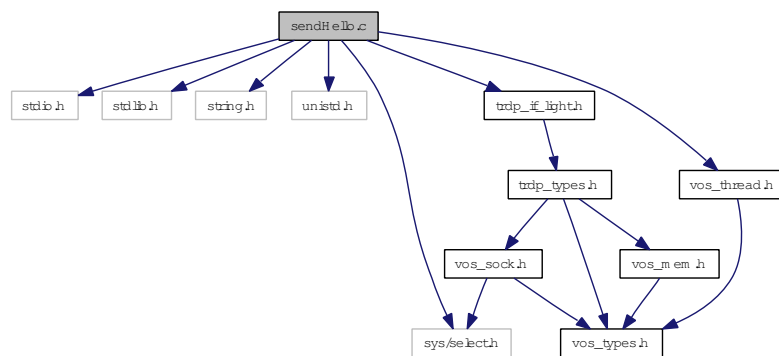 sendHello.c
stdio.h
stdlib.h
string.h
unistd.h
trdp_if_light.h
trdp_types.h
vos_thread.h
vos_sock.h
vos_mem.h
sys/select.h
vos_types.h